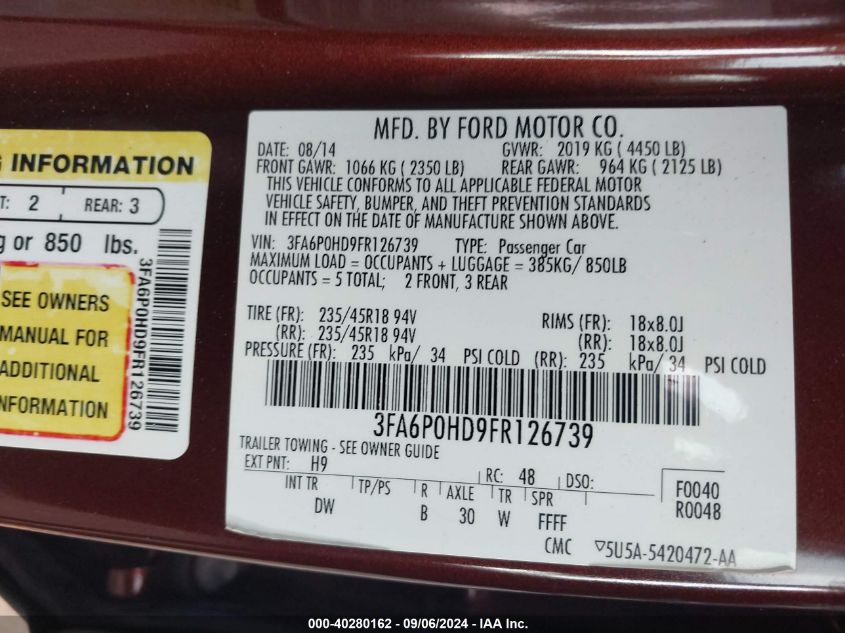 G INFORMATION
T: 2 REAR: 3
g or 850 lbs.
SEE OWNERS
MANUAL FOR
ADDITIONAL
INFORMATION
3FA6P0HD9FR126739
MFD. BY FORD MOTOR CO.
DATE: 08/14 GVWR: 2019 KG ( 4450 LB)
FRONT GAWR: 1066 KG ( 2350 LB) REAR GAWR: 964 KG ( 2125 LB)
THIS VEHICLE CONFORMS TO ALL APPLICABLE FEDERAL MOTOR
VEHICLE SAFETY, BUMPER, AND THEFT PREVENTION STANDARDS
IN EFFECT ON THE DATE OF MANUFACTURE SHOWN ABOVE.
VIN: 3FA6P0HD9FR126739 TYPE: Passenger Car
MAXIMUM LOAD = OCCUPANTS + LUGGAGE = 385KG/ 850LB
OCCUPANTS = 5 TOTAL; 2 FRONT, 3 REAR
TIRE (FR): 235/45R18 94V RIMS (FR): 18x8.0J
(RR): 235/45R18 94V (RR): 18x8.0J
PRESSURE (FR): 235 kPa/ 34 PSI COLD (RR): 235 kPa/ 34 PSI COLD
3FA6P0HD9FR126739
TRAILER TOWING - SEE OWNER GUIDE
EXT PNT: H9 RC: 48 DSO: F0040
INT TR TP/PS R AXLE TR SPR R0048
DW B 30 W FFFF
CMC ▽5U5A-5420472-AA
000-40280162 - 09/06/2024 - IAA Inc.